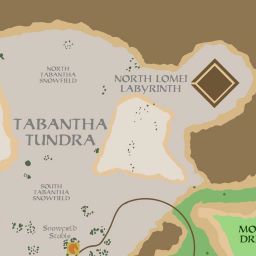 NORTH
TABANTHA
SNOWFIELD
NORTH LOMEI
LABYRINTH
TABANTHA
TUNDRA
SOUTH
TABANTHA
SNOWFIELD
Snowfield
Stable
MO
DR